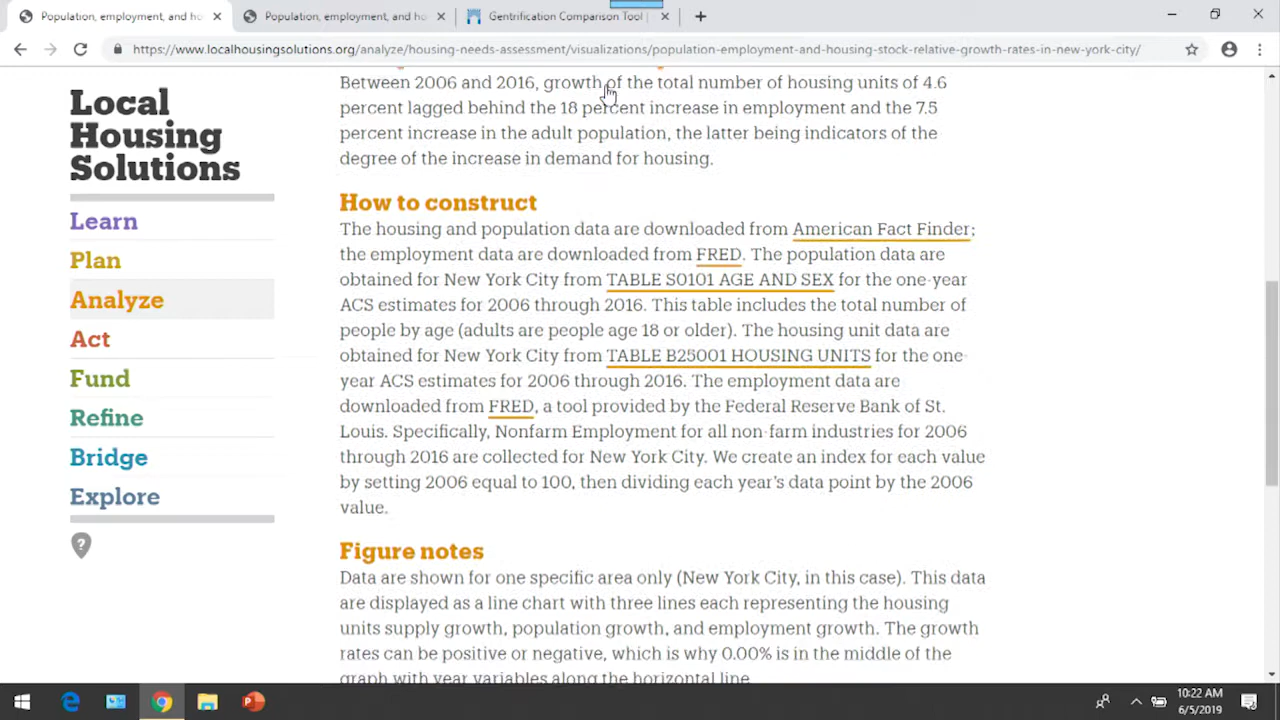 Population, employment, and ho
Population, employment, and ho
Gentrification Comparison Tool |
https://www.localhousingsolutions.org/analyze/housing-needs-assessment/visualizations/population-employment-and-housing-stock-relative-growth-rates-in-new-york-city/
Local
Housing
Solutions
Learn
Plan
Analyze
Act
Fund
Refine
Bridge
Explore
?
Between 2006 and 2016, growth of the total number of housing units of 4.6
percent lagged behind the 18 percent increase in employment and the 7.5
percent increase in the adult population, the latter being indicators of the
degree of the increase in demand for housing.
How to construct
The housing and population data are downloaded from American Fact Finder;
the employment data are downloaded from FRED. The population data are
obtained for New York City from TABLE S0101 AGE AND SEX for the one-year
ACS estimates for 2006 through 2016. This table includes the total number of
people by age (adults are people age 18 or older). The housing unit data are
obtained for New York City from TABLE B25001 HOUSING UNITS for the one-
year ACS estimates for 2006 through 2016. The employment data are
downloaded from FRED, a tool provided by the Federal Reserve Bank of St.
Louis. Specifically, Nonfarm Employment for all non-farm industries for 2006
through 2016 are collected for New York City. We create an index for each value
by setting 2006 equal to 100, then dividing each year's data point by the 2006
value.
Figure notes
Data are shown for one specific area only (New York City, in this case). This data
are displayed as a line chart with three lines each representing the housing
units supply growth, population growth, and employment growth. The growth
rates can be positive or negative, which is why 0.00% is in the middle of the
graph with year variables along the horizontal line.
10:22 AM
6/5/2019